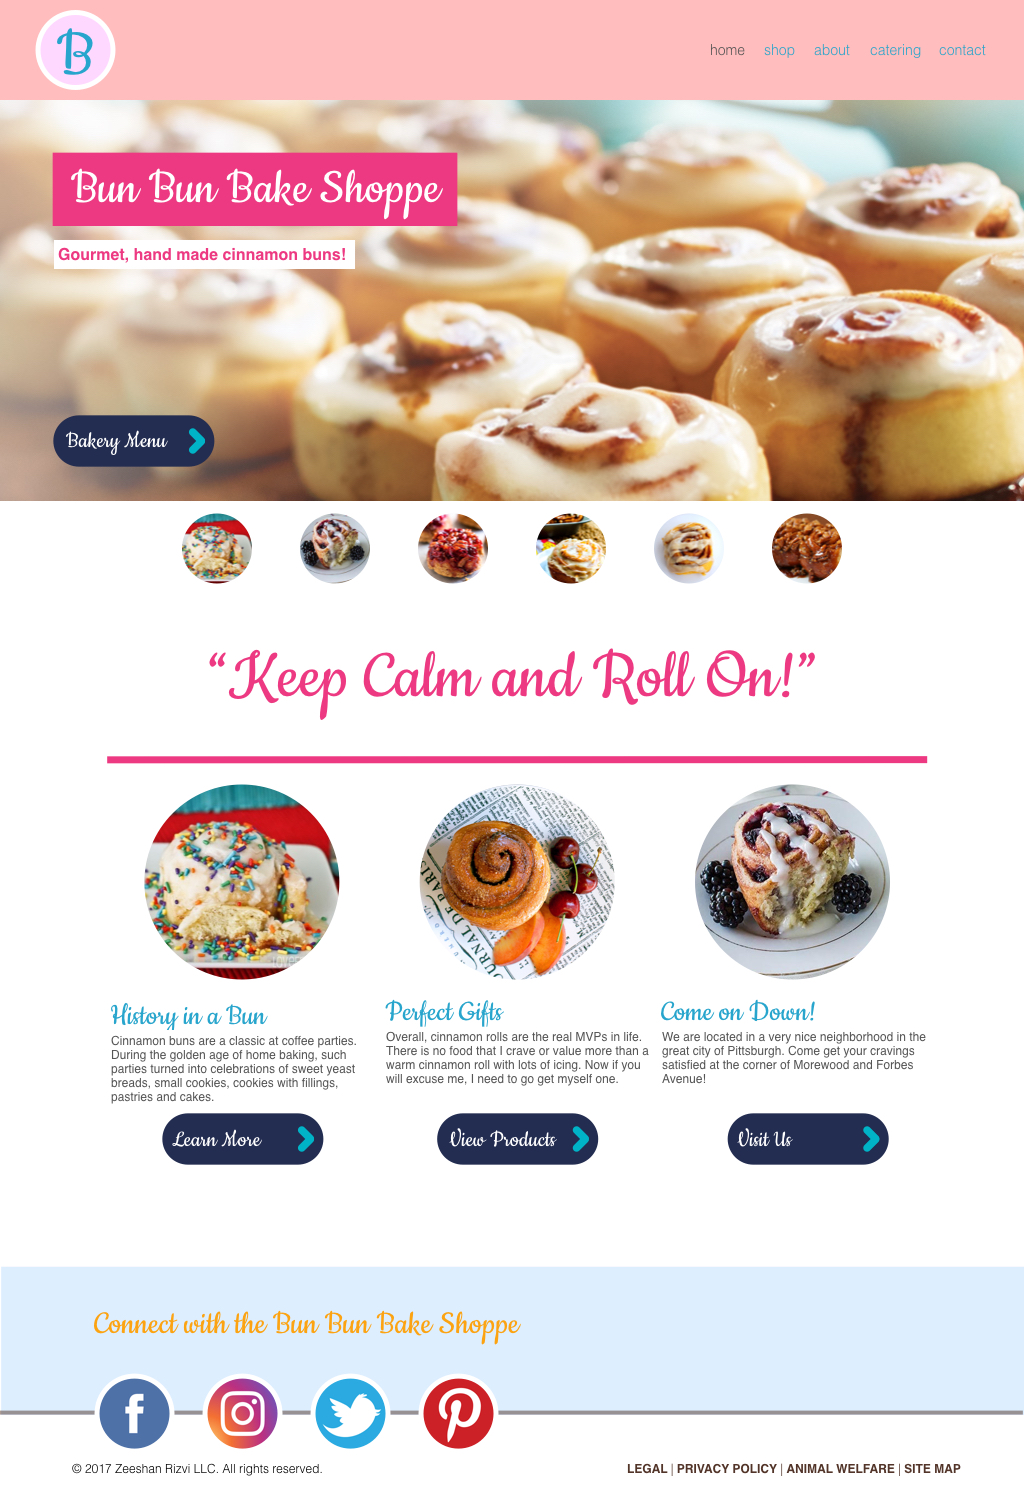 B
home shop about catering contact
Bun Bun Bake Shoppe
Gourmet, hand made cinnamon buns!
Bakery Menu
“Keep Calm and Roll On!”
JOURNAL DE PARIS
History in a Bun
Cinnamon buns are a classic at coffee parties.
During the golden age of home baking, such
parties turned into celebrations of sweet yeast
breads, small cookies, cookies with fillings,
pastries and cakes.
Learn More
Perfect Gifts
Overall, cinnamon rolls are the real MVPs in life.
There is no food that I crave or value more than a
warm cinnamon roll with lots of icing. Now if you
will excuse me, I need to go get myself one.
View Products
Come on Down!
We are located in a very nice neighborhood in the
great city of Pittsburgh. Come get your cravings
satisfied at the corner of Morewood and Forbes
Avenue!
Visit Us
Connect with the Bun Bun Bake Shoppe
© 2017 Zeeshan Rizvi LLC. All rights reserved.
LEGAL | PRIVACY POLICY | ANIMAL WELFARE | SITE MAP